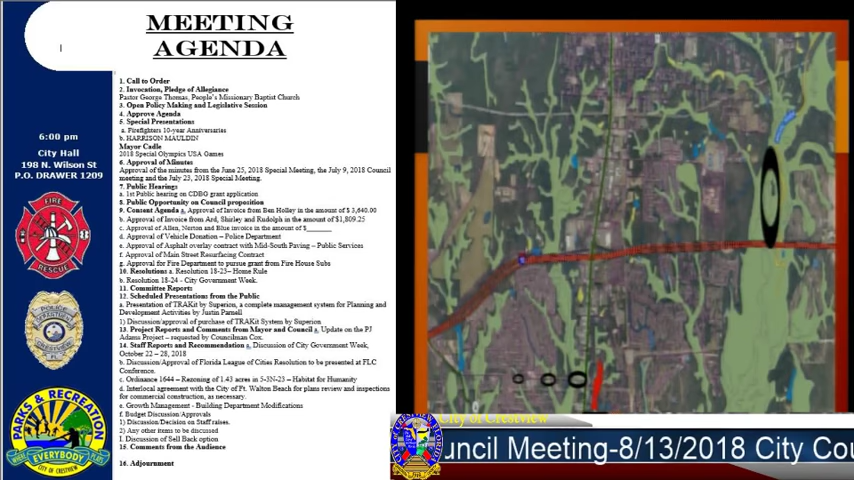 MEETING
AGENDA
1. Call to Order
2. Invocation, Pledge of Allegiance
Pastor George Thomas, People's Missionary Baptist Church
3. Open Policy Making and Legislative Session
4. Approve Agenda
5. Special Presentations
a. Firefighters 10-year Anniversaries
b. HARRISON MAULDIN
Mayor Cadle
2018 Special Olympics USA Games
6. Approval of Minutes
Approval of the minutes from the June 25, 2018 Special Meeting, the July 9, 2018 Council
meeting and the July 23, 2018 Special Meeting.
7. Public Hearings
a. 1st Public hearing on CDBG grant application
8. Public Opportunity on Council proposition
9. Consent Agenda a. Approval of Invoice from Ben Holley in the amount of $ 3,640.00
b. Approval of Invoice from Ard, Shirley and Rudolph in the amount of $1,809.25
c. Approval of Allen, Norton and Blue invoice in the amount of $______
d. Approval of Vehicle Donation – Police Department
e. Approval of Asphalt overlay contract with Mid-South Paving – Public Services
f. Approval of Main Street Resurfacing Contract
g. Approval for Fire Department to pursue grant from Fire House Subs
10. Resolutions a. Resolution 18-23– Home Rule
b. Resolution 18-24 - City Government Week.
11. Committee Reports
12. Scheduled Presentations from the Public
a. Presentation of TRAKit by Superion, a complete management system for Planning and
Development Activities by Justin Parnell
1) Discussion/approval of purchase of TRAKit System by Superion
13. Project Reports and Comments from Mayor and Council a. Update on the PJ
Adams Project – requested by Councilman Cox.
14. Staff Reports and Recommendation a. Discussion of City Government Week,
October 22 – 28, 2018
b. Discussion/Approval of Florida League of Cities Resolution to be presented at FLC
Conference.
c. Ordinance 1644 – Rezoning of 1.43 acres in 5-3N-23 – Habitat for Humanity
d. Interlocal agreement with the City of Ft. Walton Beach for plans review and inspections
for commercial construction, as necessary.
e. Growth Management - Building Department Modifications
f. Budget Discussion/Approvals
1) Discussion/Decision on Staff raises.
2) Any other items to be discussed
I. Discussion of Sell Back option
15. Comments from the Audience
16. Adjournment
6:00 pm
City Hall
198 N. Wilson St
P.O. DRAWER 1209
FIRE
RESCUE
POLICE
PARKS & RECREATION
EVERYBODY
CITY OF CRESTVIEW
City of Crestview
uncil Meeting-8/13/2018 City Cou